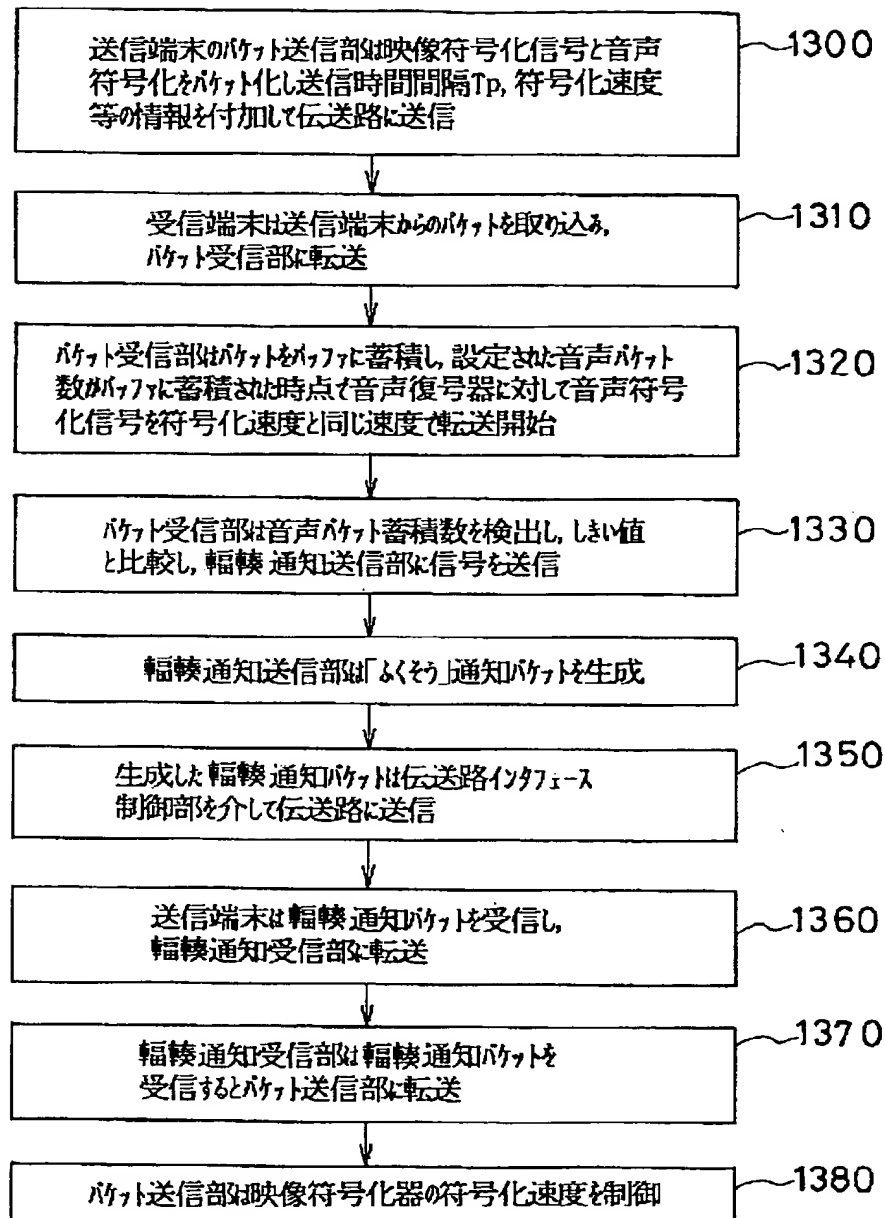 送信端末のパケット送信部は映像符号化信号と音声
符号化をパケット化し送信時間間隔Tp, 符号化速度
等の情報を付加して伝送路に送信
1300
受信端末は送信端末からのパケットを取り込み,
パケット受信部に転送
1310
パケット受信部はパケットをバッファに蓄積し, 設定された音声パケット
数がバッファに蓄積された時点で音声復号器に対して音声符号
化信号を符号化速度と同じ速度で転送開始
1320
パケット受信部は音声パケット蓄積数を検出し, しきい値
と比較し, 輻輳通知送信部に信号を送信
1330
輻輳通知送信部は「ふくそう」通知パケットを生成
1340
生成した輻輳通知パケットは伝送路インタフェース
制御部を介して伝送路に送信
1350
送信端末は輻輳通知パケットを受信し,
輻輳通知受信部に転送
1360
輻輳通知受信部は輻輳通知パケットを
受信するとパケット送信部に転送
1370
パケット送信部は映像符号化器の符号化速度を制御
1380